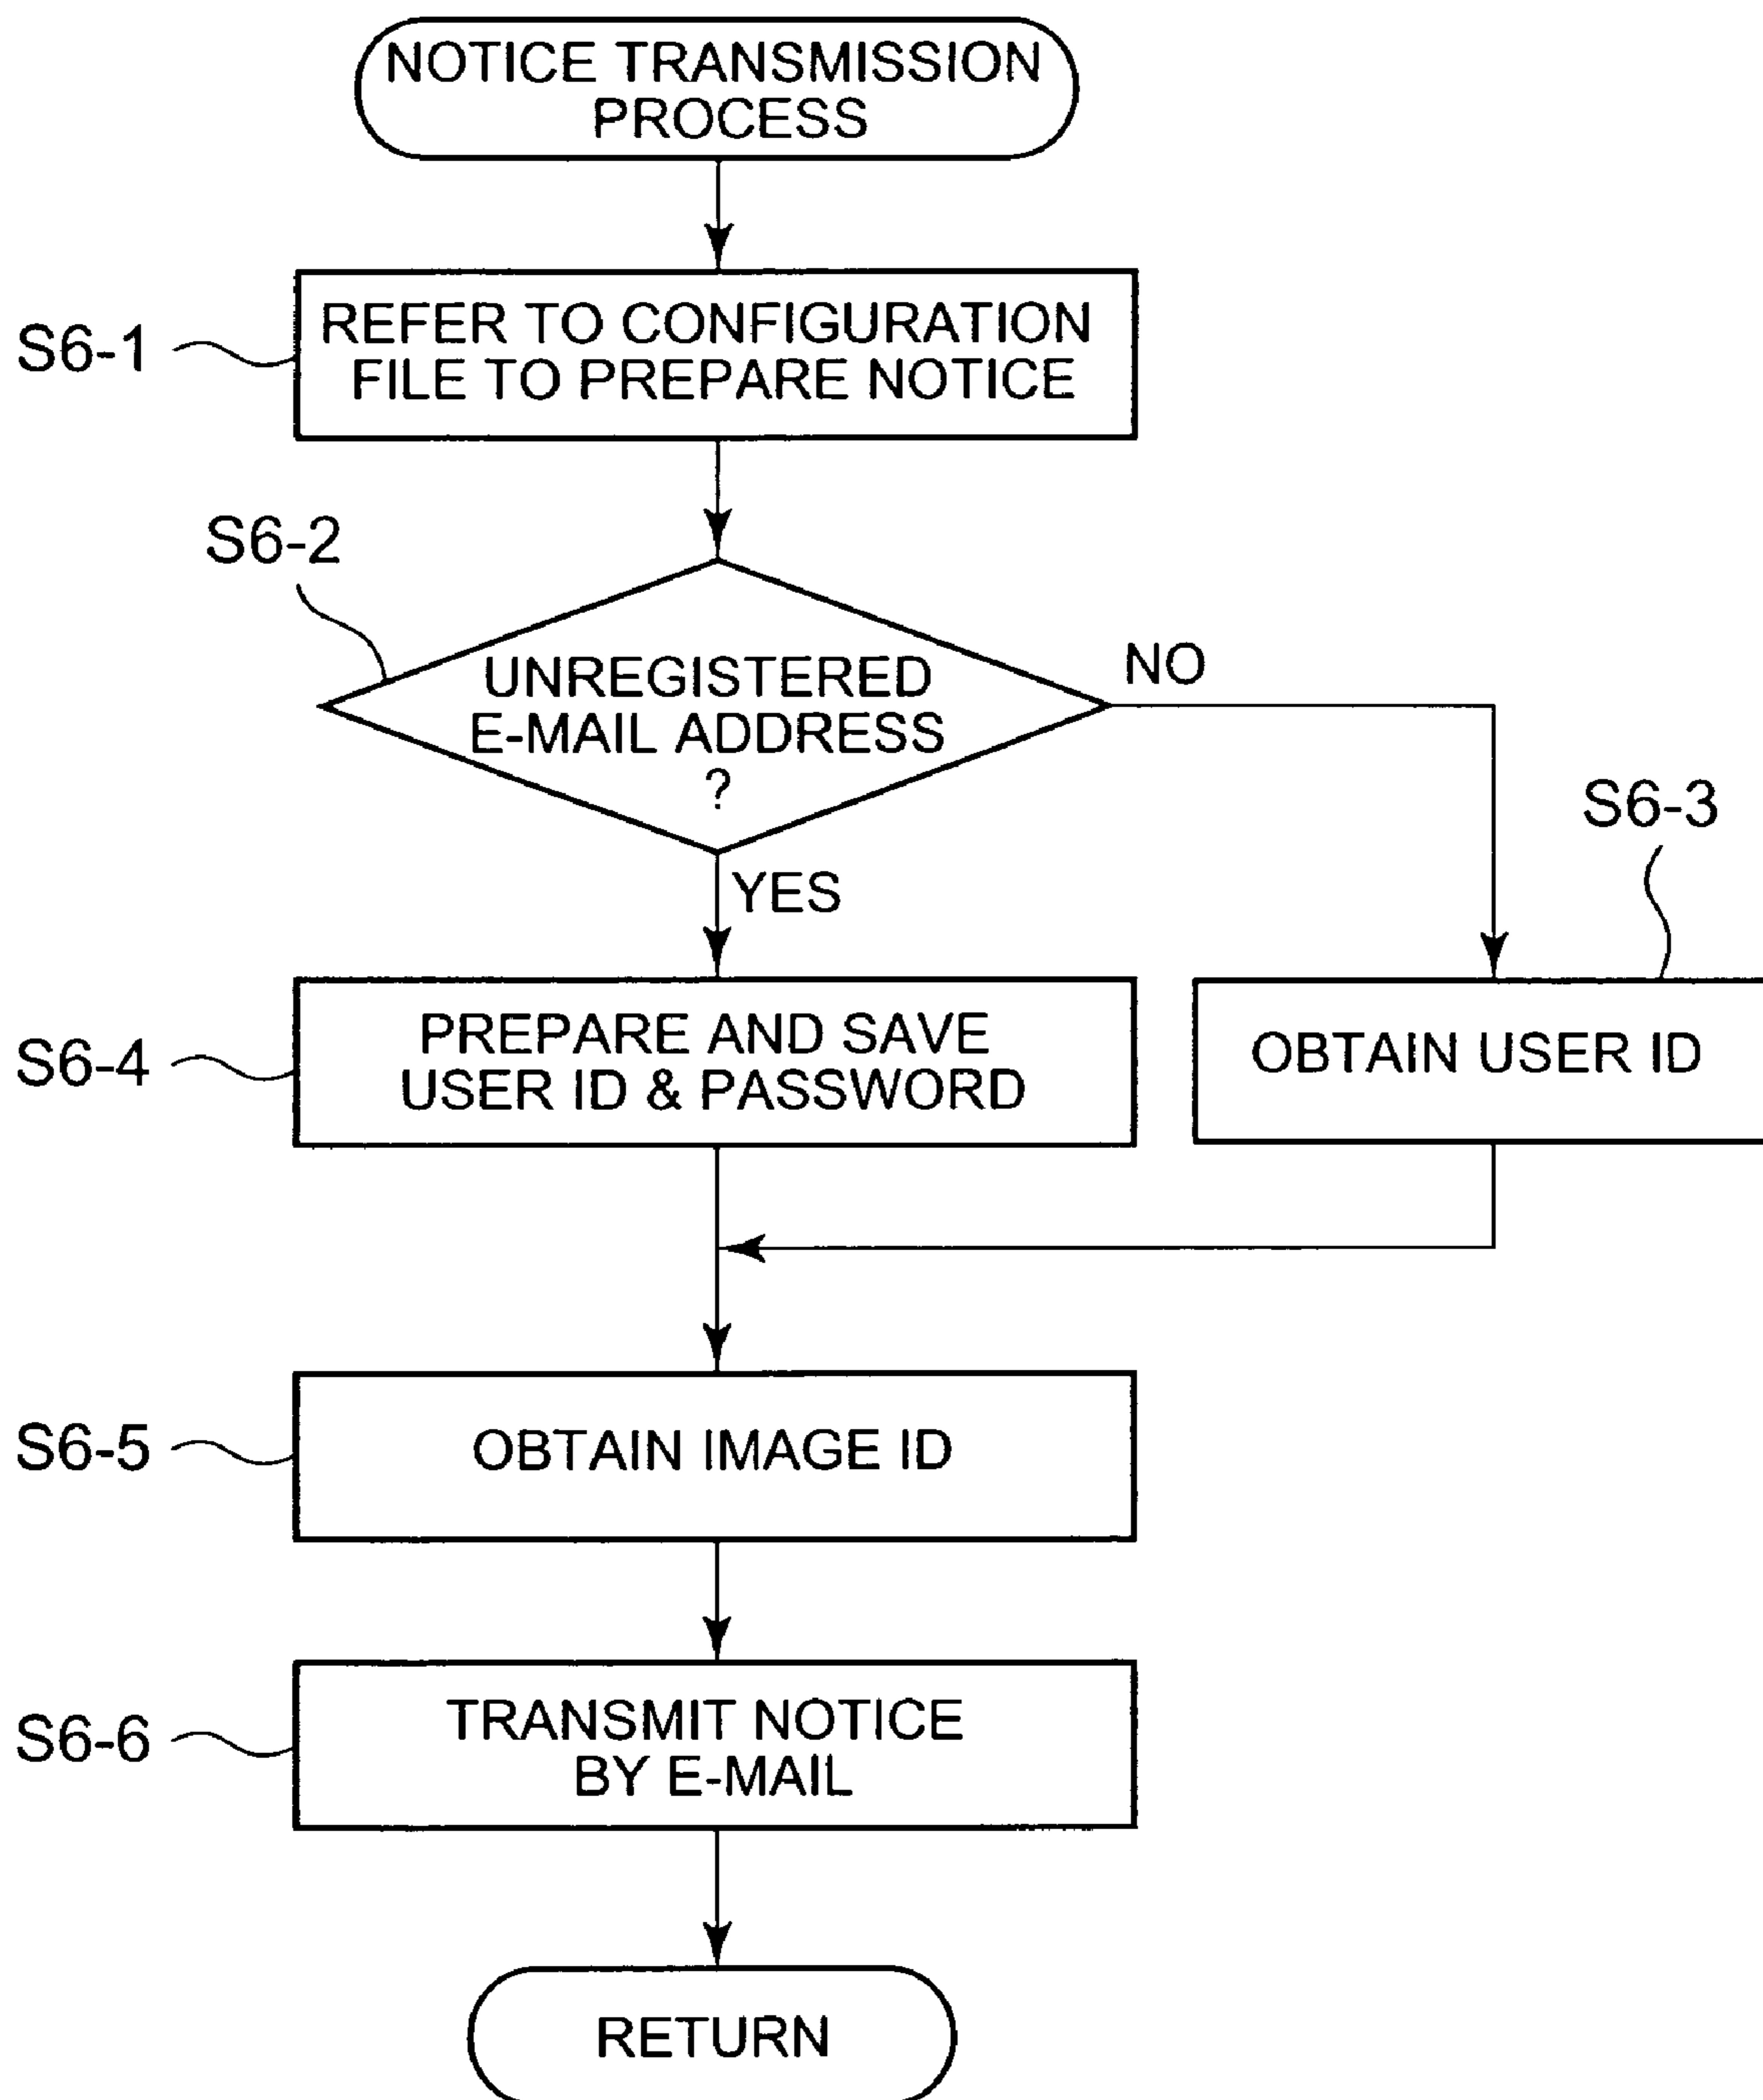 NOTICE TRANSMISSION
PROCESS
S6-1
REFER TO CONFIGURATION
FILE TO PREPARE NOTICE
S6-2
UNREGISTERED
E-MAIL ADDRESS
?
NO
YES
S6-3
S6-4
PREPARE AND SAVE
USER ID & PASSWORD
OBTAIN USER ID
S6-5
OBTAIN IMAGE ID
S6-6
TRANSMIT NOTICE
BY E-MAIL
RETURN